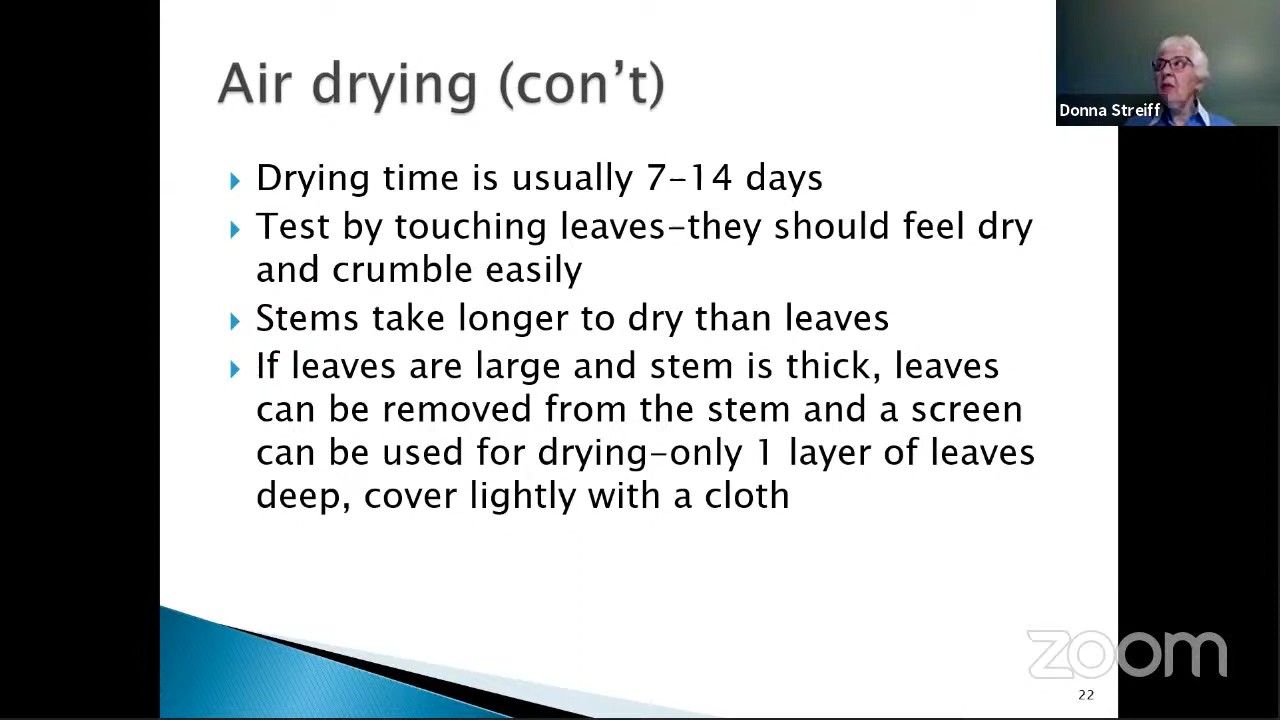 Air drying (con’t)
Donna Streiff
Drying time is usually 7-14 days
Test by touching leaves-they should feel dry
and crumble easily
Stems take longer to dry than leaves
If leaves are large and stem is thick, leaves
can be removed from the stem and a screen
can be used for drying-only 1 layer of leaves
deep, cover lightly with a cloth
zoom
22